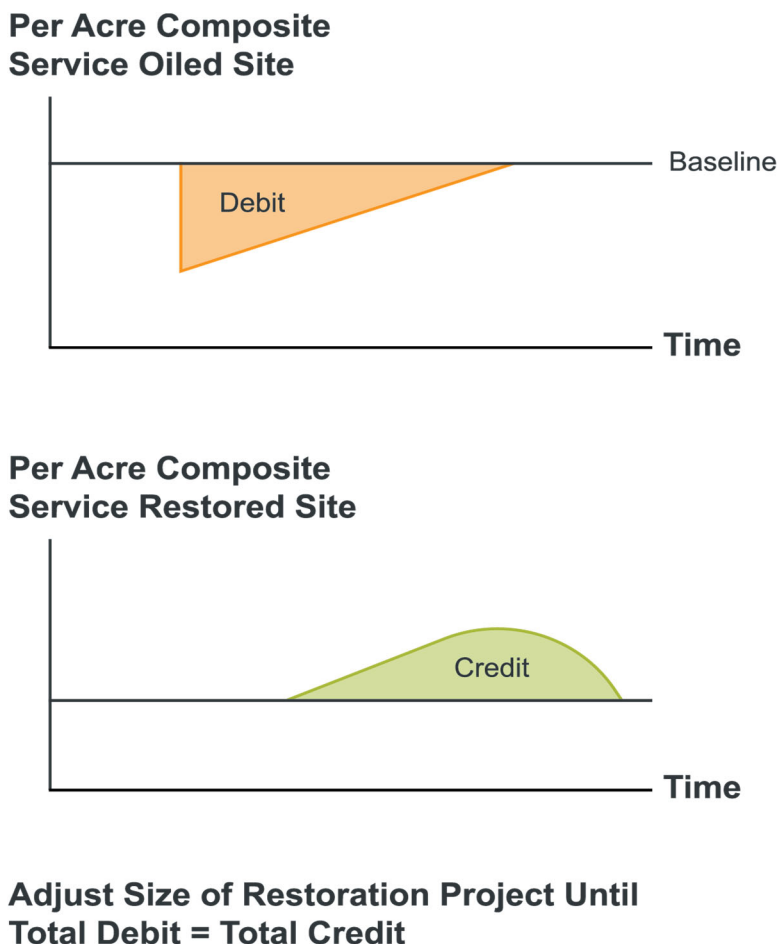 Per Acre Composite
Service Oiled Site
Baseline
Debit
Time
Per Acre Composite
Service Restored Site
Credit
Time
Adjust Size of Restoration Project Until
Total Debit = Total Credit